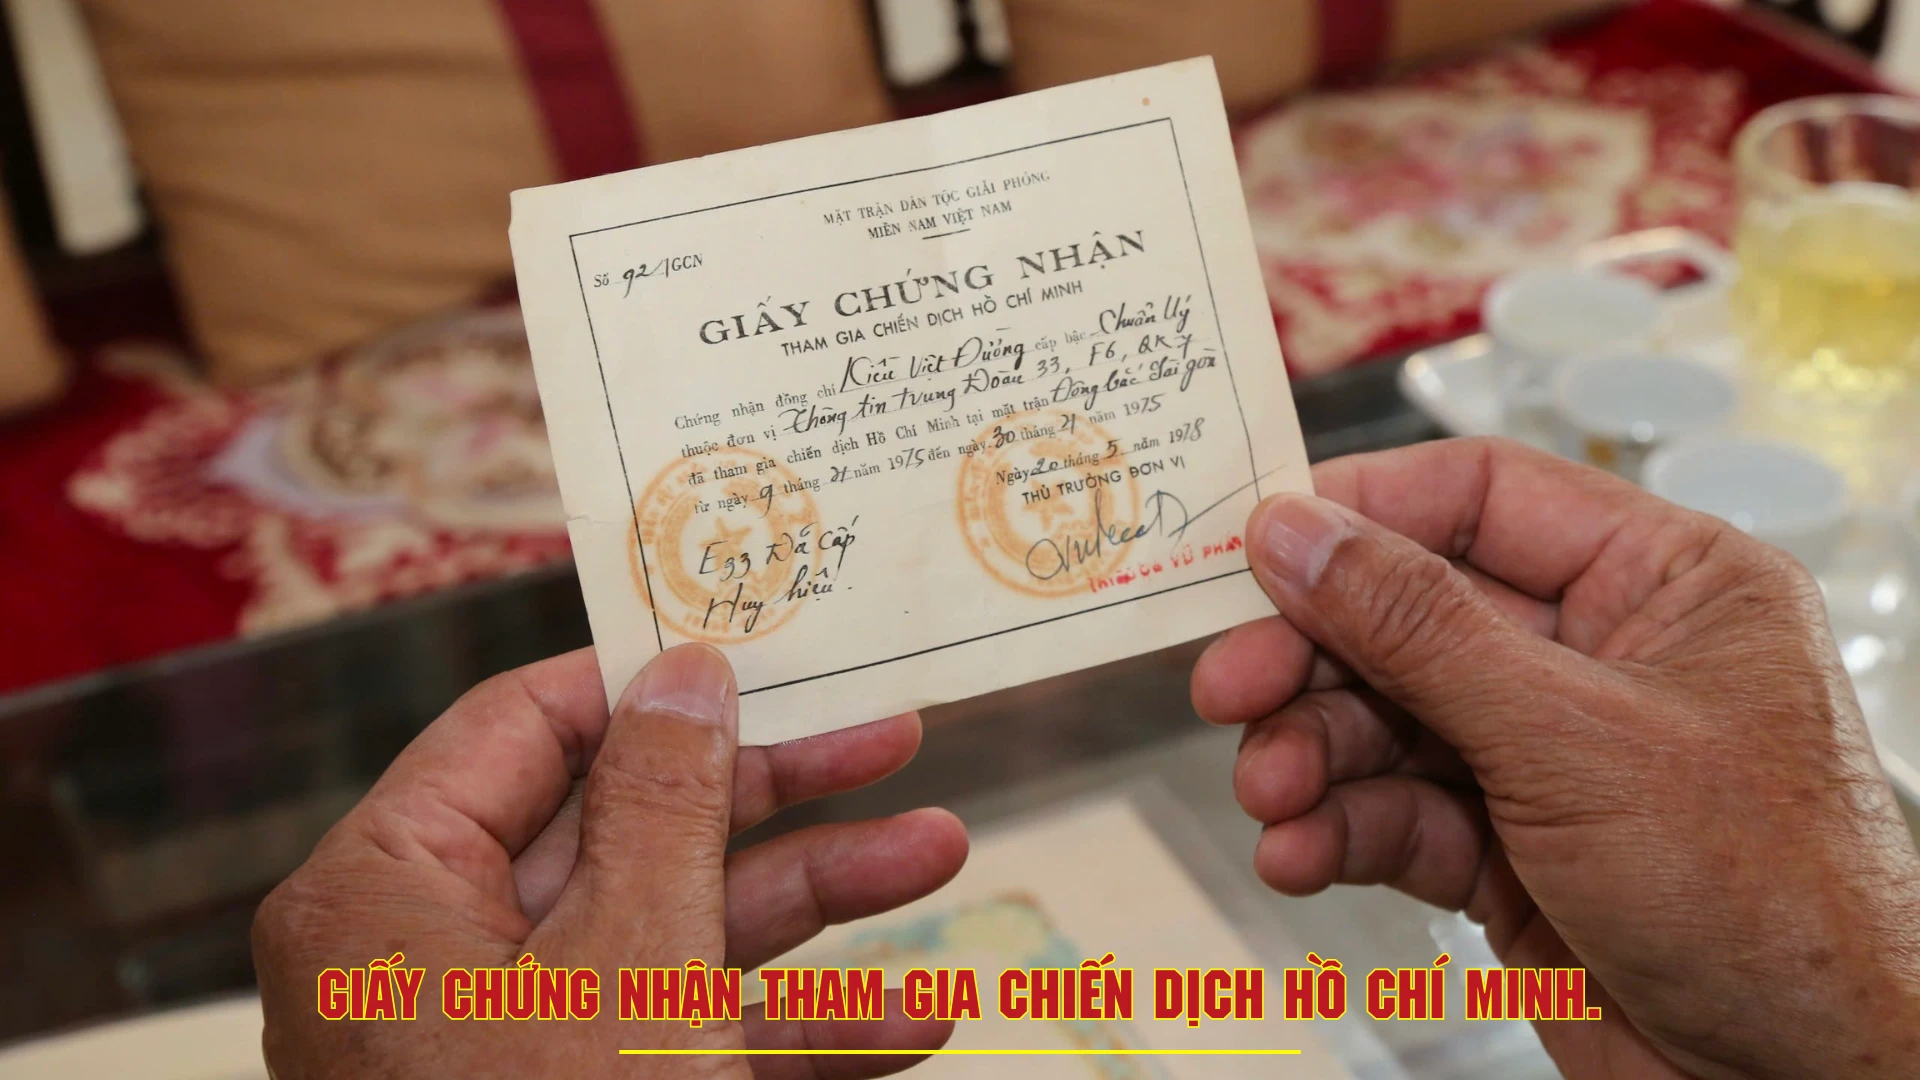 MẶT TRẬN DÂN TỘC GIẢI PHÓNG
MIỀN NAM VIỆT NAM
Số 92/GCN
GIẤY CHỨNG NHẬN
THAM GIA CHIẾN DỊCH HỒ CHÍ MINH
Chứng nhận đồng chí Kiều Việt Đường cấp bậc Chuẩn Uý
thuộc đơn vị Thông tin trung Đoàn 33, F6, QK7
đã tham gia chiến dịch Hồ Chí Minh tại mặt trận Đông bắc Sài gòn
từ ngày 9 tháng 4 năm 1975 đến ngày 30 tháng 4 năm 1975
Ngày 20 tháng 5 năm 1978
THỦ TRƯỞNG ĐƠN VỊ
E33 Đã cấp
Huy hiệu.
VŨ
GIẤY CHỨNG NHẬN THAM GIA CHIẾN DỊCH HỒ CHÍ MINH.